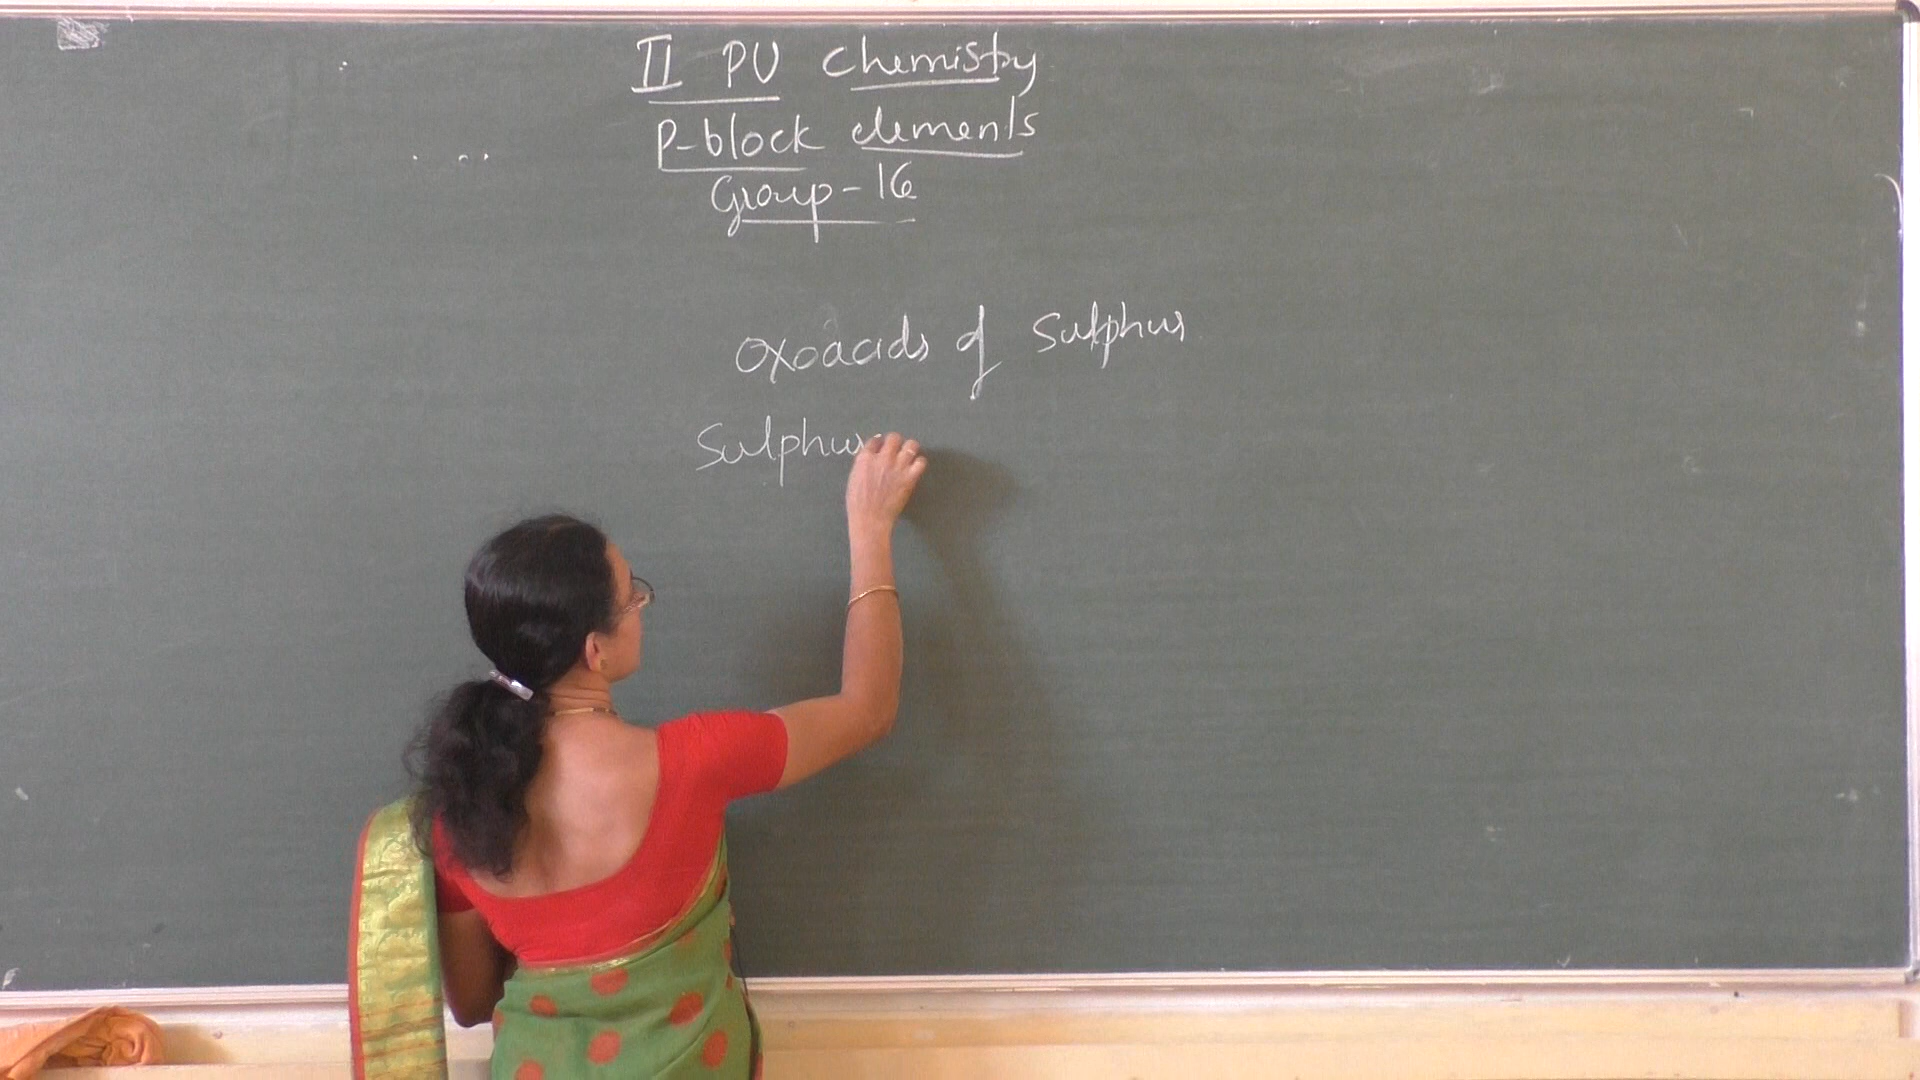 II PU Chemistry
P-block elements
Group-16
Oxoacids of Sulphur
Sulphur